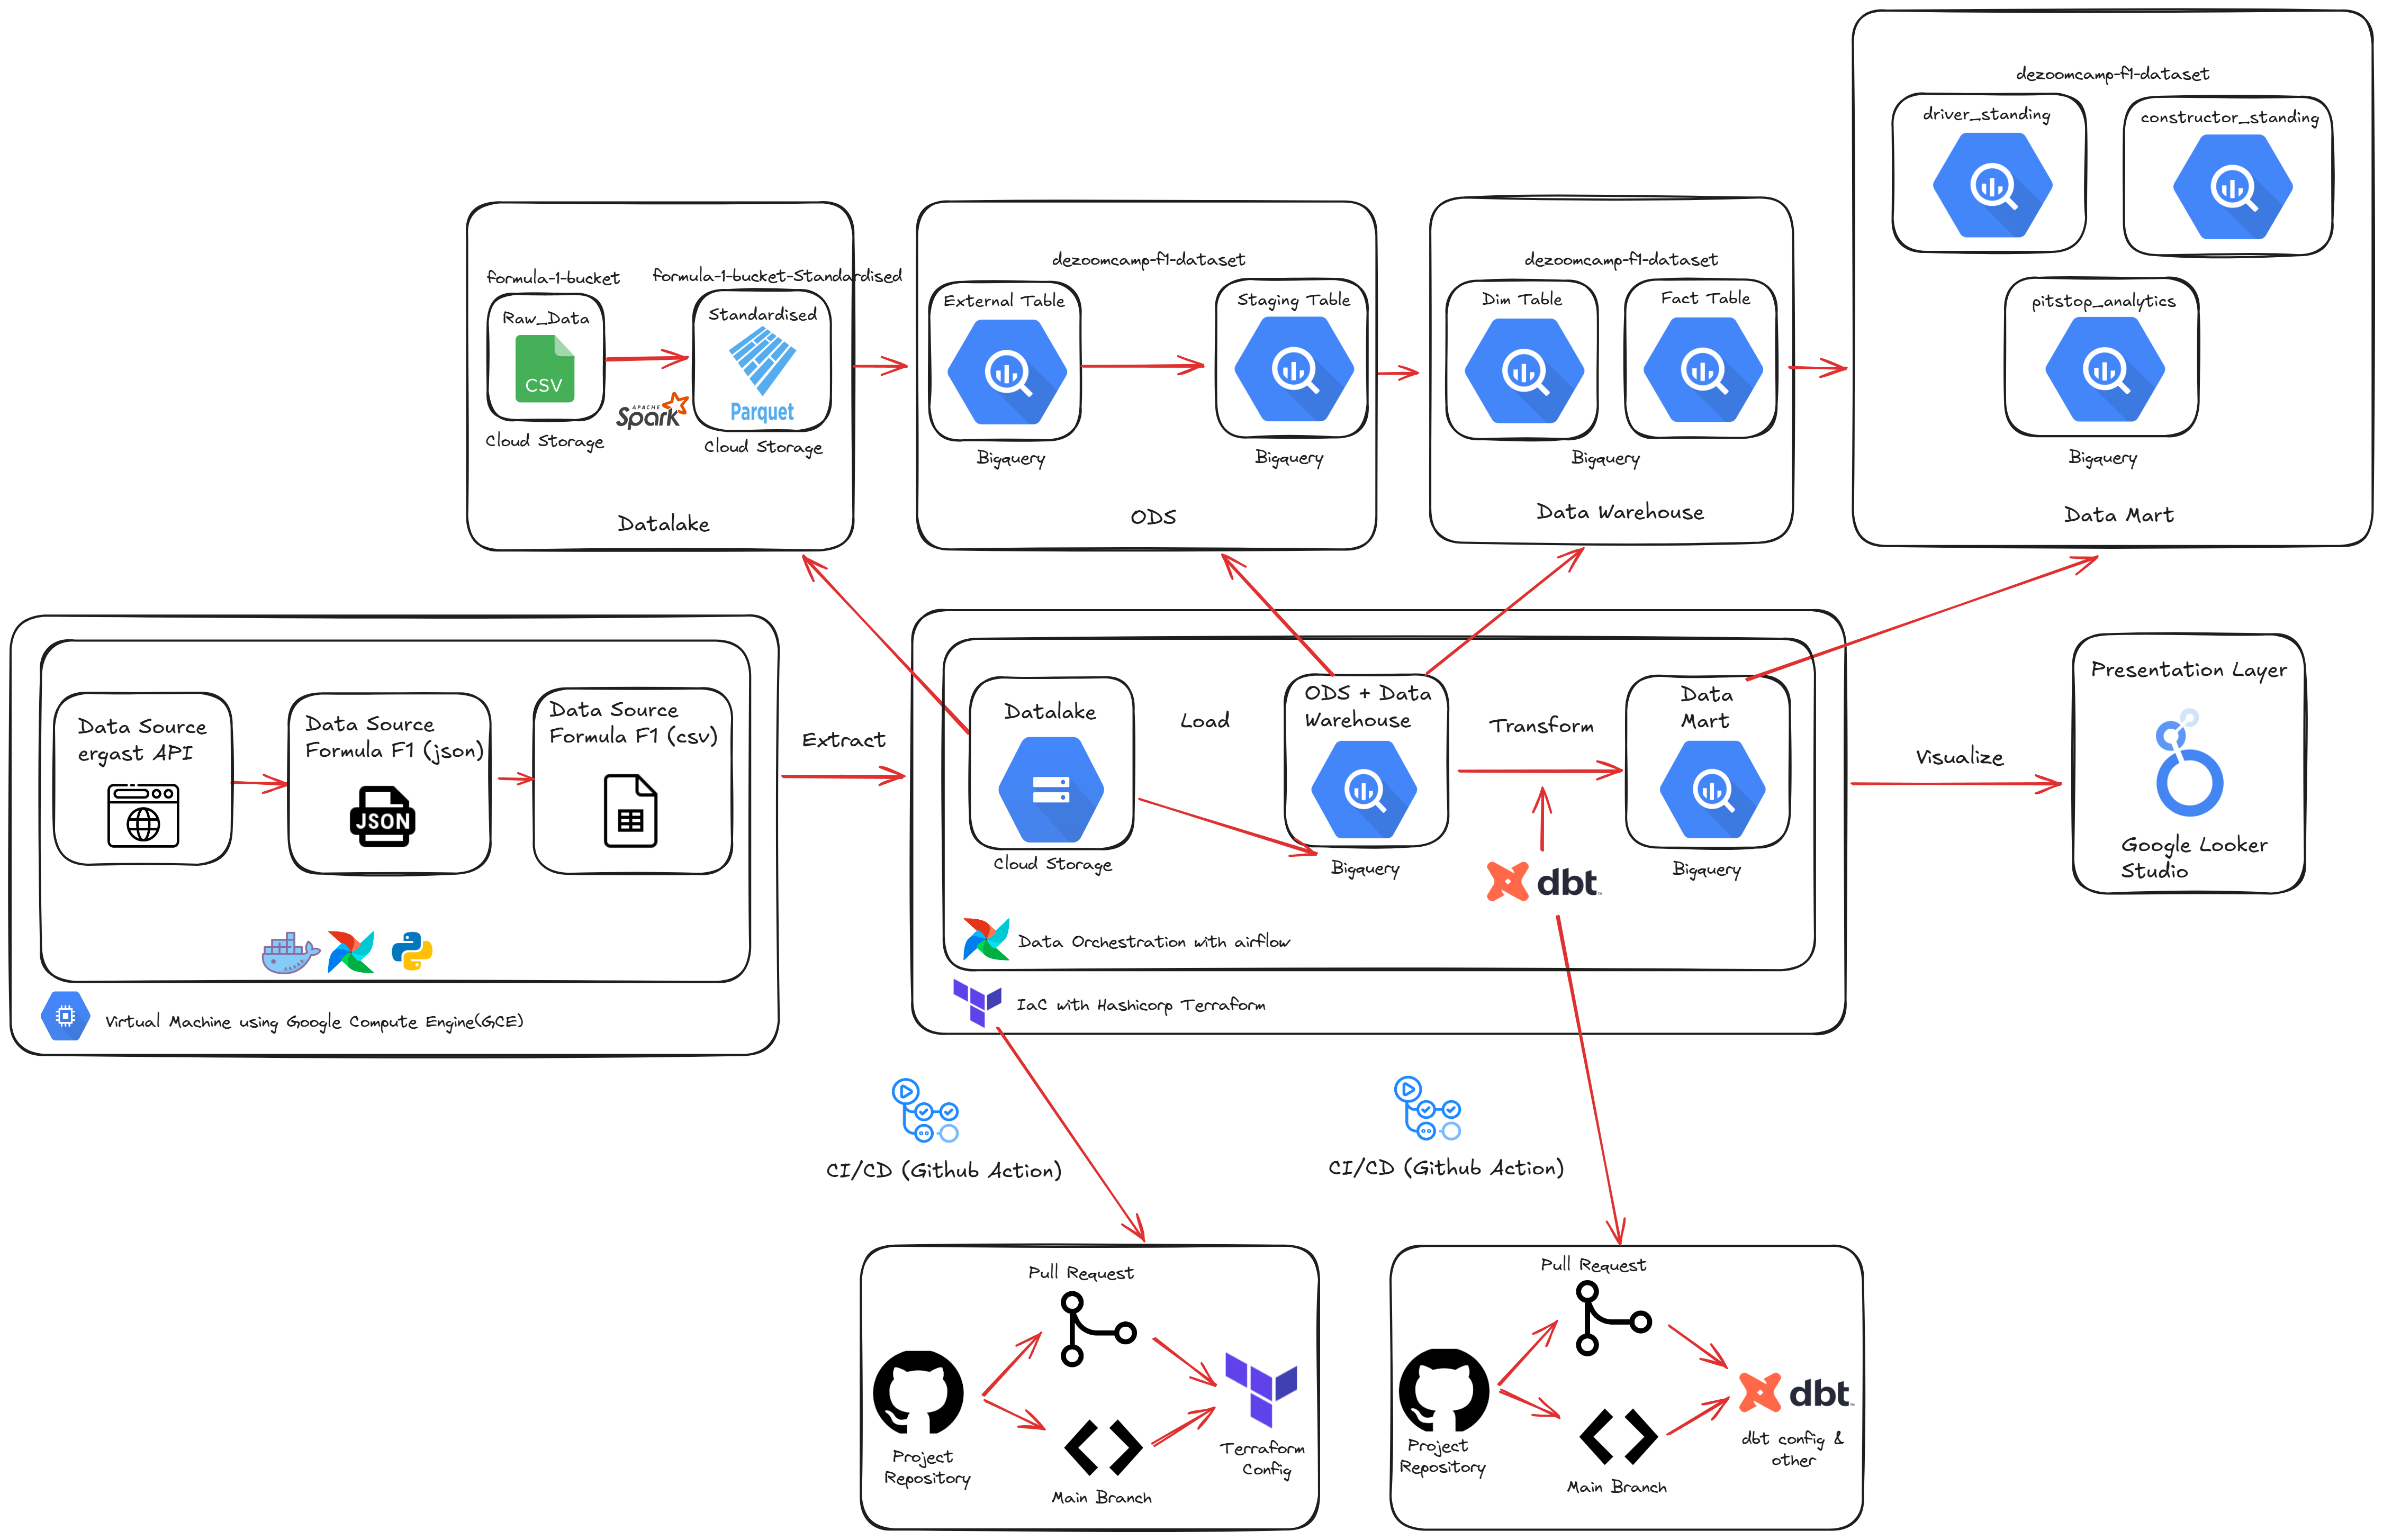 dezoomcamp-f1-dataset
driver_standing
constructor_standing
pitstop_analytics
Bigquery
Data Mart
formula-1-bucket
formula-1-bucket-Standardised
Raw_Data
CSV
Cloud Storage
APACHE
Spark
Standardised
Parquet
Cloud Storage
Datalake
dezoomcamp-f1-dataset
External Table
Staging Table
Bigquery
Bigquery
ODS
dezoomcamp-f1-dataset
Dim Table
Fact Table
Bigquery
Data Warehouse
Data Source
ergast API
Data Source
Formula F1 (json)
JSON
Data Source
Formula F1 (csv)
Virtual Machine using Google Compute Engine(GCE)
Extract
Datalake
Cloud Storage
Load
ODS + Data
Warehouse
Bigquery
Transform
dbt
Data
Mart
Bigquery
Data Orchestration with airflow
IaC with Hashicorp Terraform
Visualize
Presentation Layer
Google Looker
Studio
CI/CD (Github Action)
CI/CD (Github Action)
Pull Request
Project
Repository
Main Branch
Terraform
Config
Pull Request
Project
Repository
Main Branch
dbt
dbt config &
other